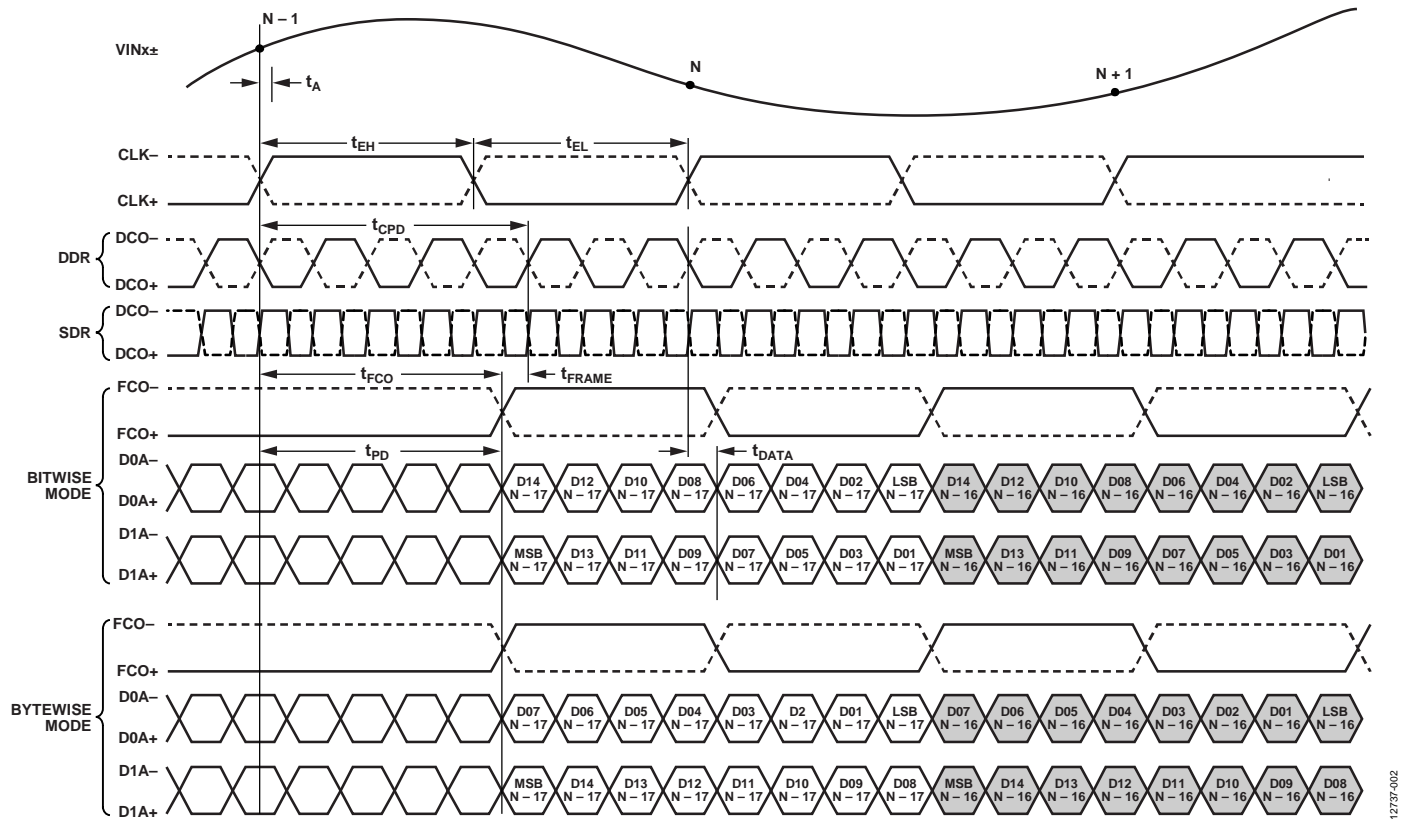 N – 1
VINx±
tA
N
N + 1
tEH
tEL
CLK–
CLK+
tCPD
DDR
DCO–
DCO+
SDR
DCO–
DCO+
tFCO
tFRAME
FCO–
FCO+
tPD
tDATA
BITWISE
MODE
D0A–
D0A+
D14 D12 D10 D08 D06 D04 D02 LSB D14 D12 D10 D08 D06 D04 D02 LSB
N – 17 N – 17 N – 17 N – 17 N – 17 N – 17 N – 17 N – 17 N – 16 N – 16 N – 16 N – 16 N – 16 N – 16 N – 16 N – 16
D1A–
D1A+
MSB D13 D11 D09 D07 D05 D03 D01 MSB D13 D11 D09 D07 D05 D03 D01
N – 17 N – 17 N – 17 N – 17 N – 17 N – 17 N – 17 N – 17 N – 16 N – 16 N – 16 N – 16 N – 16 N – 16 N – 16 N – 16
FCO–
FCO+
BYTEWISE
MODE
D0A–
D0A+
D07 D06 D05 D04 D03 D2 D01 LSB D07 D06 D05 D04 D03 D02 D01 LSB
N – 17 N – 17 N – 17 N – 17 N – 17 N – 17 N – 17 N – 17 N – 16 N – 16 N – 16 N – 16 N – 16 N – 16 N – 16 N – 16
D1A–
D1A+
MSB D14 D13 D12 D11 D10 D09 D08 MSB D14 D13 D12 D11 D10 D09 D08
N – 17 N – 17 N – 17 N – 17 N – 17 N – 17 N – 17 N – 17 N – 16 N – 16 N – 16 N – 16 N – 16 N – 16 N – 16 N – 16
12737-002